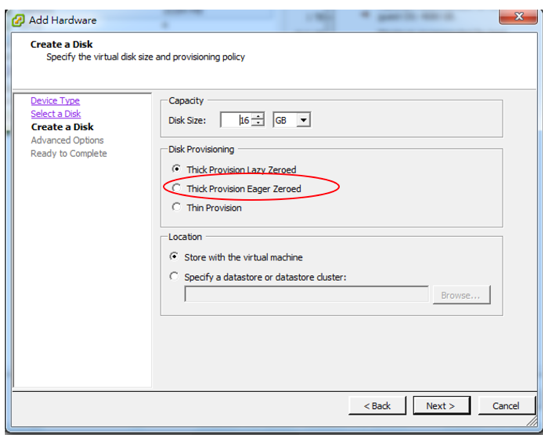 Add Hardware
Create a Disk
Specify the virtual disk size and provisioning policy
Device Type
Select a Disk
Create a Disk
Advanced Options
Ready to Complete
Capacity
Disk Size: 16 GB
Disk Provisioning
Thick Provision Lazy Zeroed
Thick Provision Eager Zeroed
Thin Provision
Location
Store with the virtual machine
Specify a datastore or datastore cluster:
Browse...
< Back Next > Cancel